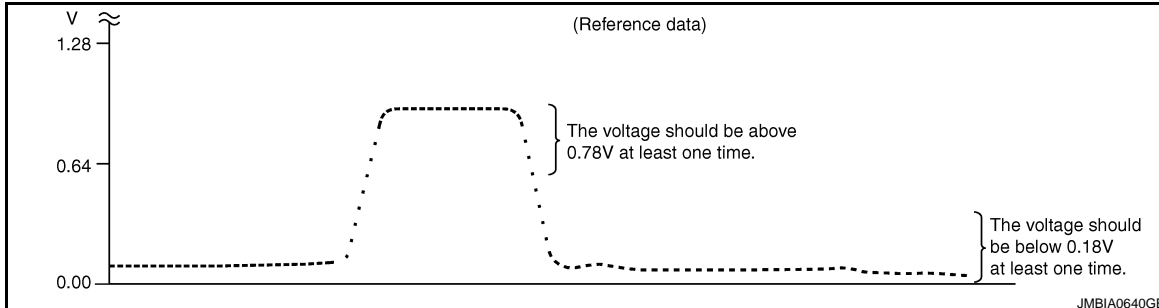 V
(Reference data)
1.28
The voltage should be above
0.78V at least one time.
0.64
The voltage should
be below 0.18V
at least one time.
0.00